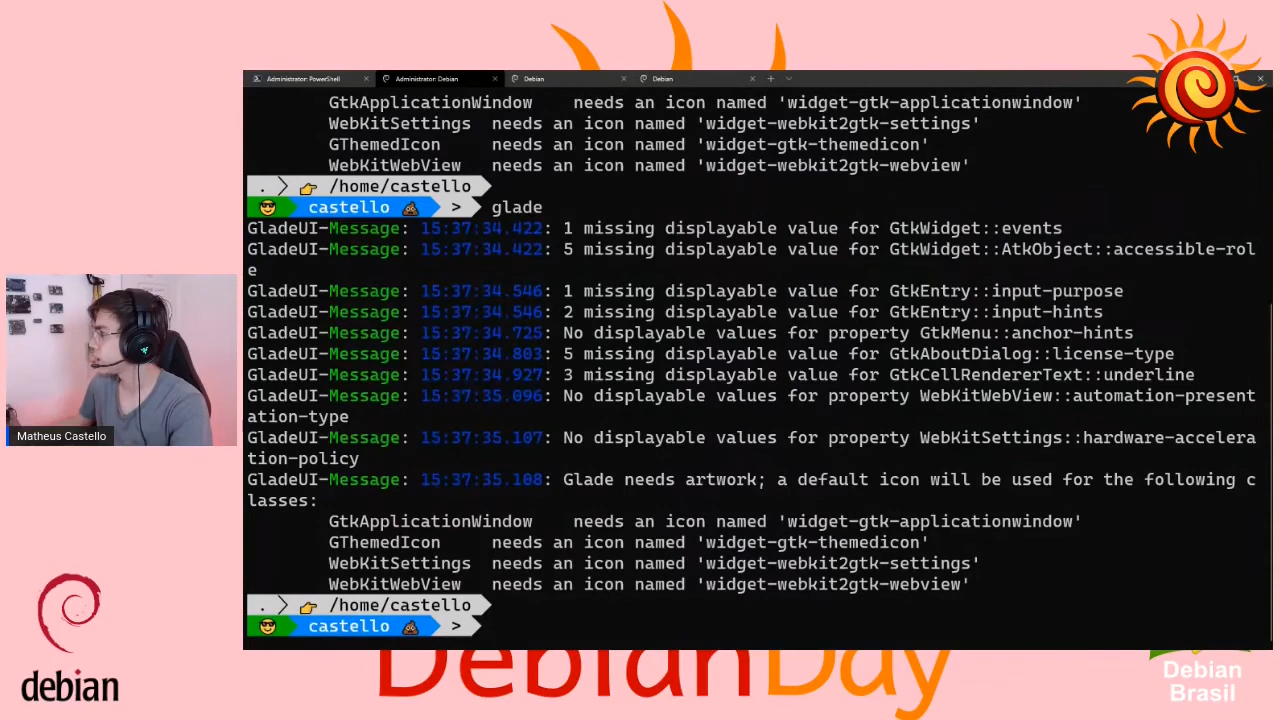 Administrator: PowerShell
Administrator: Debian
Debian
Debian
GtkApplicationWindow    needs an icon named 'widget-gtk-applicationwindow'
WebKitSettings  needs an icon named 'widget-webkit2gtk-settings'
GThemedIcon     needs an icon named 'widget-gtk-themedicon'
WebKitWebView   needs an icon named 'widget-webkit2gtk-webview'
. /home/castello
castello > glade
GladeUI-Message: 15:37:34.422: 1 missing displayable value for GtkWidget::events
GladeUI-Message: 15:37:34.422: 5 missing displayable value for GtkWidget::AtkObject::accessible-rol
e
GladeUI-Message: 15:37:34.546: 1 missing displayable value for GtkEntry::input-purpose
GladeUI-Message: 15:37:34.546: 2 missing displayable value for GtkEntry::input-hints
GladeUI-Message: 15:37:34.725: No displayable values for property GtkMenu::anchor-hints
GladeUI-Message: 15:37:34.803: 5 missing displayable value for GtkAboutDialog::license-type
GladeUI-Message: 15:37:34.927: 3 missing displayable value for GtkCellRendererText::underline
GladeUI-Message: 15:37:35.096: No displayable values for property WebKitWebView::automation-present
ation-type
GladeUI-Message: 15:37:35.107: No displayable values for property WebKitSettings::hardware-accelera
tion-policy
GladeUI-Message: 15:37:35.108: Glade needs artwork; a default icon will be used for the following c
lasses:
GtkApplicationWindow    needs an icon named 'widget-gtk-applicationwindow'
GThemedIcon     needs an icon named 'widget-gtk-themedicon'
WebKitSettings  needs an icon named 'widget-webkit2gtk-settings'
WebKitWebView   needs an icon named 'widget-webkit2gtk-webview'
. /home/castello
castello >
Matheus Castello
debian
DebianDay
Debian
Brasil